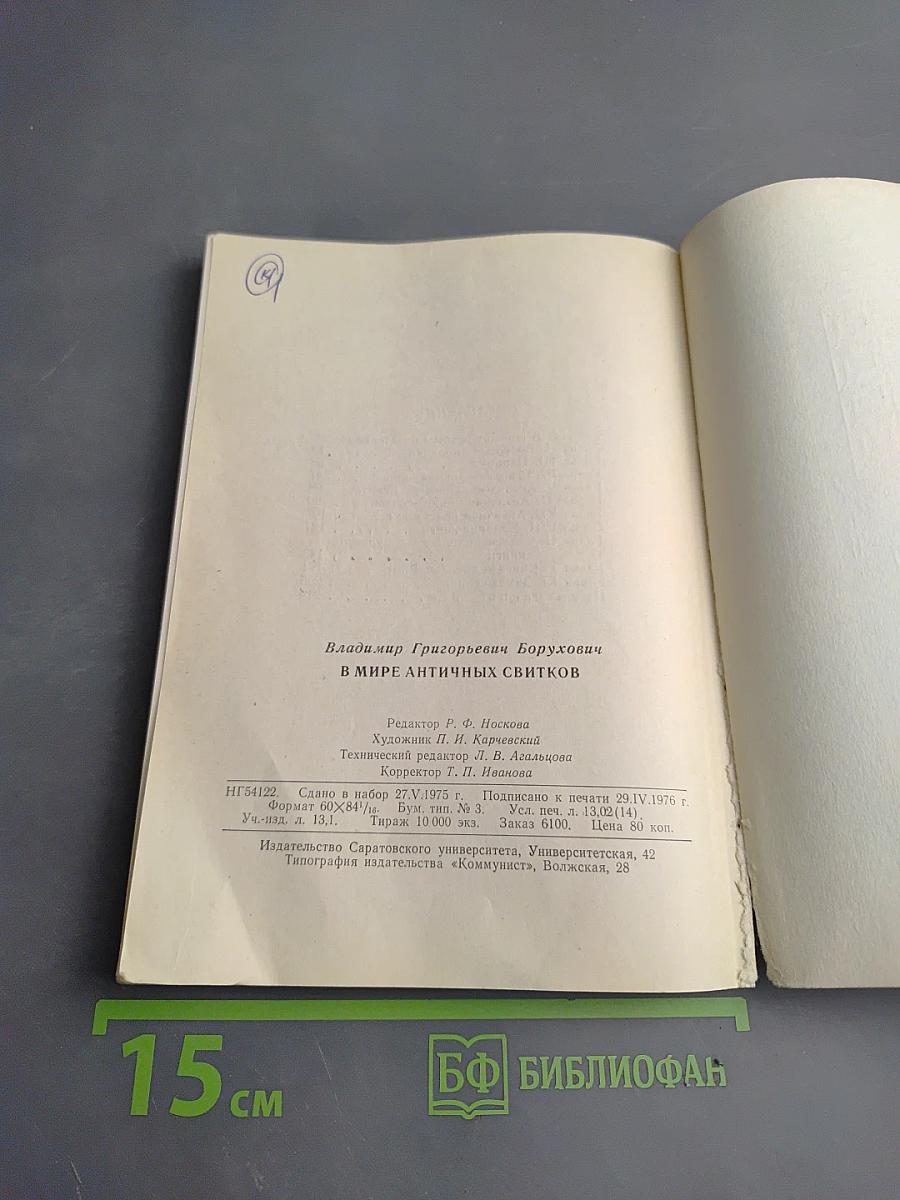 Владимир Григорьевич Борухович
В МИРЕ АНТИЧНЫХ СВИТКОВ
Редактор Р. Ф. Носкова
Художник П. И. Карчевский
Технический редактор Л. В. Агальцова
Корректор Т. П. Иванова
НГ54122. Сдано в набор 27.V.1975 г. Подписано к печати 29.IV.1976 г.
Формат 60×84¹/₁₆. Бум. тип. № 3. Усл. печ. л. 13,02(14).
Уч.-изд. л. 13,1. Тираж 10 000 экз. Заказ 6100. Цена 80 коп.
Издательство Саратовского университета, Университетская, 42
Типография издательства «Коммунист», Волжская, 28
15 см
БФ БИБЛИОФАН